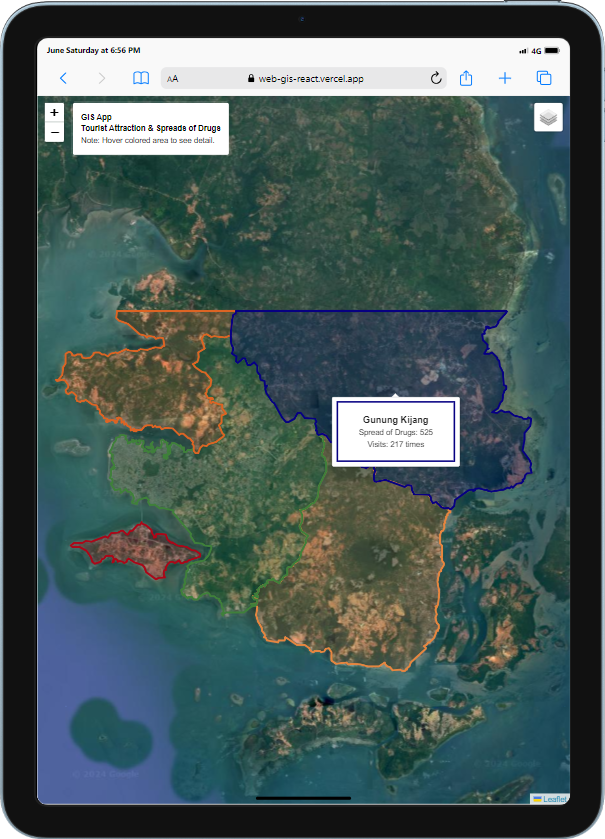 June Saturday at 6:56 PM
4G
AA
web-gis-react.vercel.app
+
−
GIS App
Tourist Attraction & Spreads of Drugs
Note: Hover colored area to see detail.
Gunung Kijang
Spread of Drugs: 525
Visits: 217 times
© 2024 Google
Leaflet